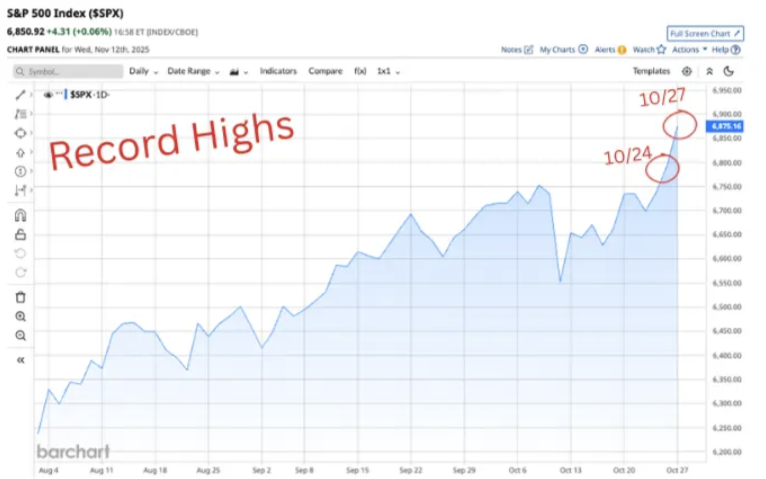 S&P 500 Index ($SPX)
6,850.92 +4.31 (+0.06%) 16:58 ET [INDEX/CBOE]
Full Screen Chart
CHART PANEL for Wed, Nov 12th, 2025
Notes My Charts Alerts Watch Actions Help
Symbol... Daily Date Range Indicators Compare f(x) 1x1 Templates
$SPX·1D·
Record Highs
10/27
10/24
6,950.00
6,900.00
6,875.16
6,850.00
6,800.00
6,750.00
6,700.00
6,650.00
6,600.00
6,550.00
6,500.00
6,450.00
6,400.00
6,350.00
6,300.00
6,250.00
6,200.00
barchart
Aug 4 Aug 11 Aug 18 Aug 25 Sep 2 Sep 8 Sep 15 Sep 22 Sep 29 Oct 6 Oct 13 Oct 20 Oct 27